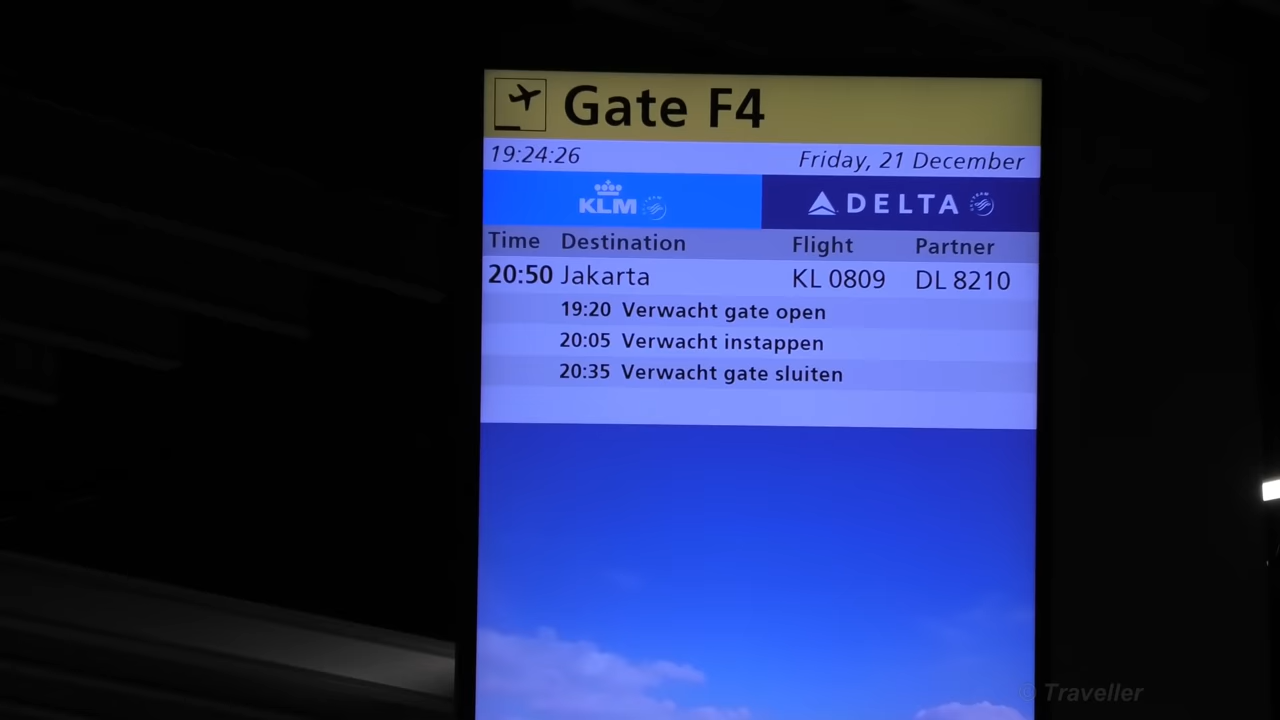 Gate F4
19:24:26 Friday, 21 December
KLM DELTA
Time Destination Flight Partner
20:50 Jakarta KL 0809 DL 8210
19:20 Verwacht gate open
20:05 Verwacht instappen
20:35 Verwacht gate sluiten
© Traveller